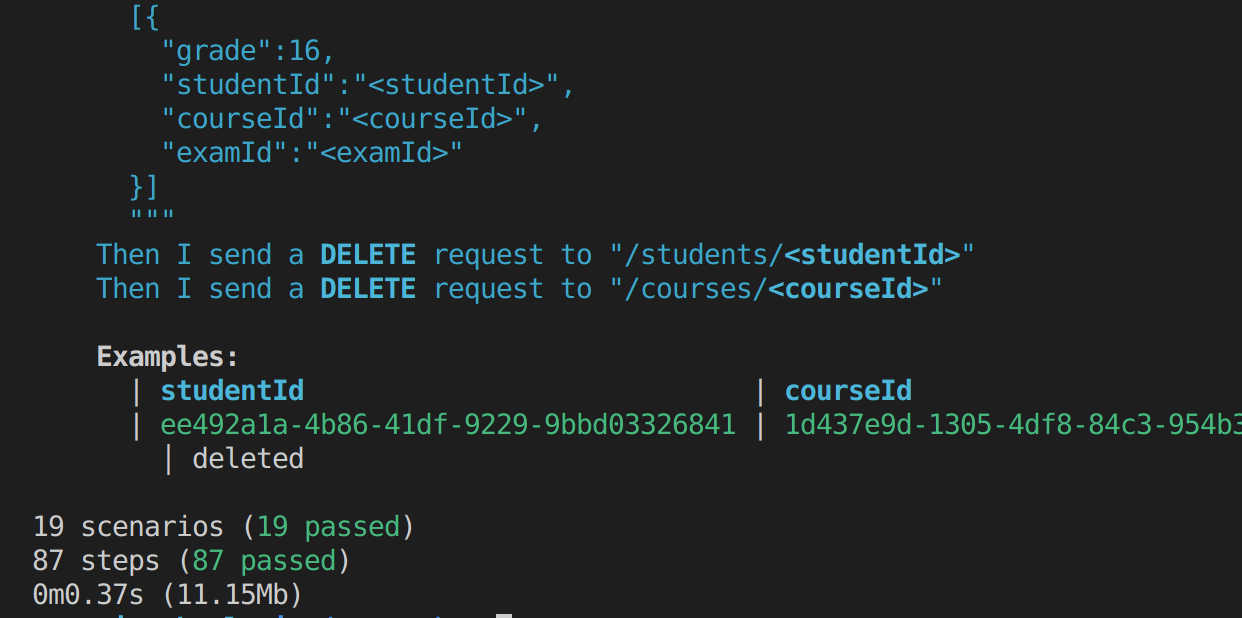 [{
"grade":16,
"studentId":"<studentId>",
"courseId":"<courseId>",
"examId":"<examId>"
}]
"""
Then I send a DELETE request to "/students/<studentId>"
Then I send a DELETE request to "/courses/<courseId>"
Examples:
| studentId | courseId
| ee492a1a-4b86-41df-9229-9bbd03326841 | 1d437e9d-1305-4df8-84c3-954b3
| deleted
19 scenarios (19 passed)
87 steps (87 passed)
0m0.37s (11.15Mb)